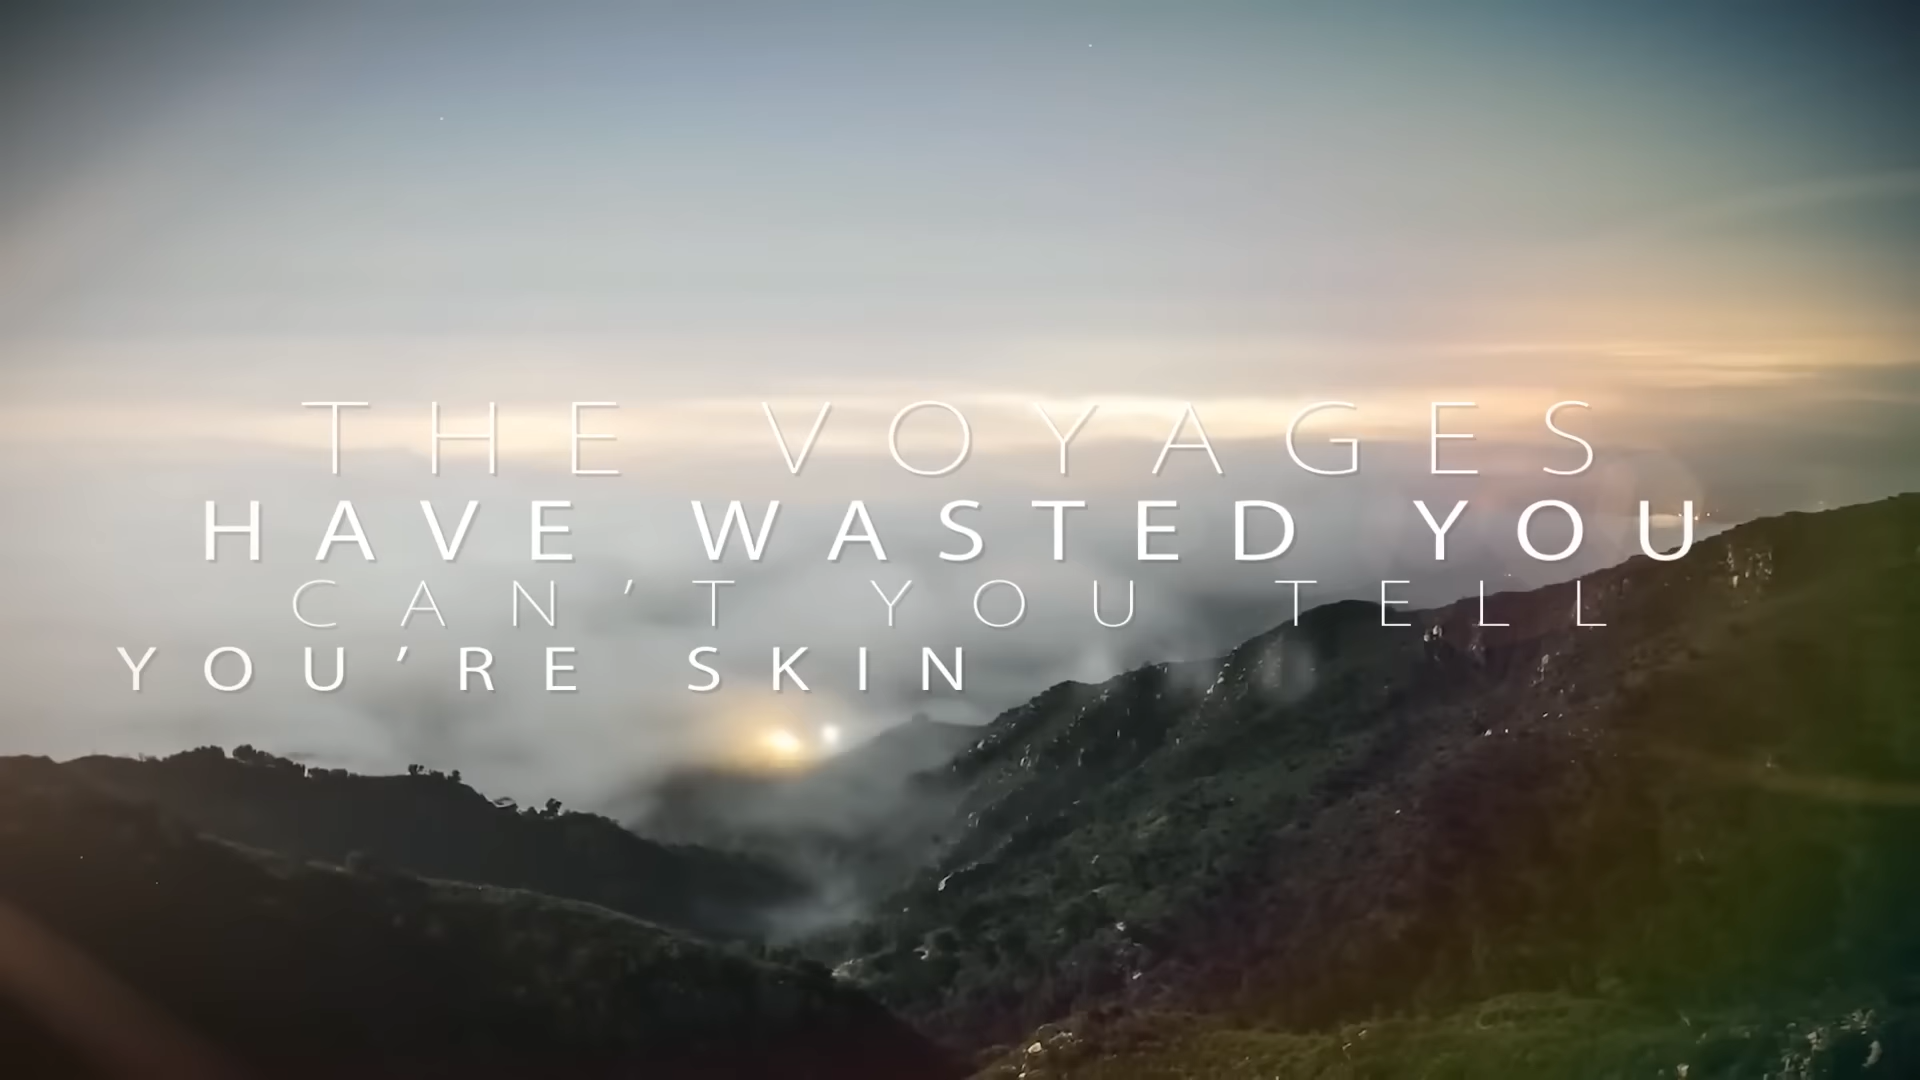 THE VOYAGES
HAVE WASTED YOU
CAN’T YOU TELL
YOU’RE SKIN